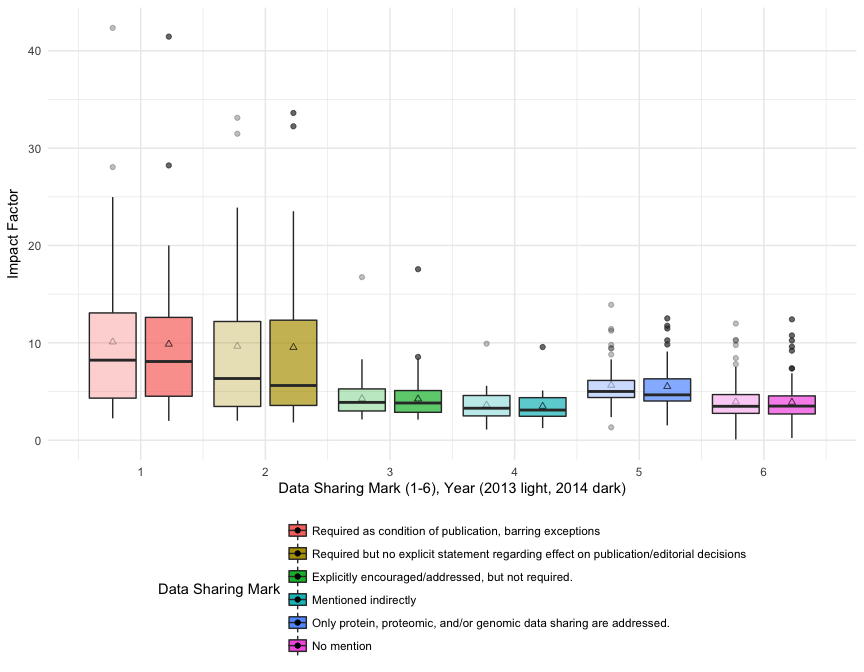 40
30
20
10
0
Impact Factor
1 2 3 4 5 6
Data Sharing Mark (1-6), Year (2013 light, 2014 dark)
Data Sharing Mark
Required as condition of publication, barring exceptions
Required but no explicit statement regarding effect on publication/editorial decisions
Explicitly encouraged/addressed, but not required.
Mentioned indirectly
Only protein, proteomic, and/or genomic data sharing are addressed.
No mention